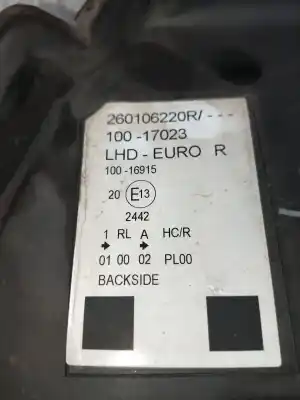 260106220R/---
100-17023
LHD-EURO R
100-16915
20 E13
2442
1 RL A HC/R
01 00 02 PL00
BACKSIDE